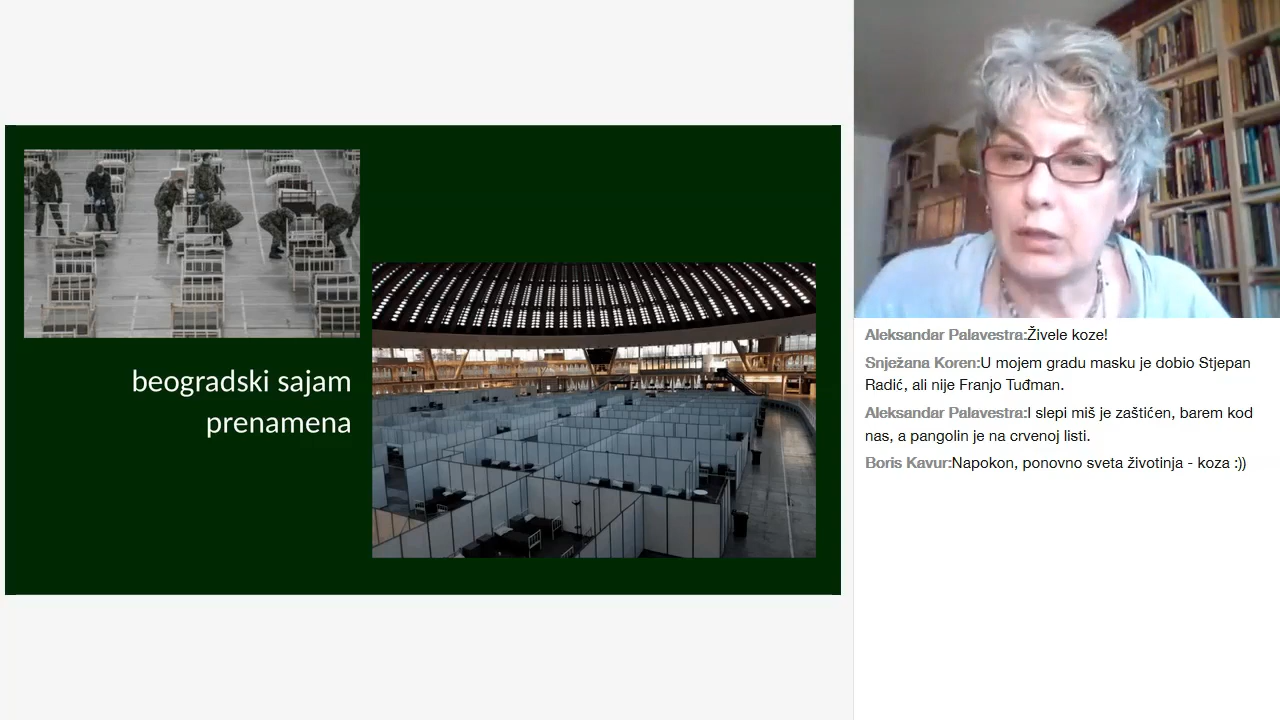 beogradski sajam
prenamena
Aleksandar Palavestra:Živele koze!
Snježana Koren:U mojem gradu masku je dobio Stjepan
Radić, ali nije Franjo Tuđman.
Aleksandar Palavestra:I slepi miš je zaštićen, barem kod
nas, a pangolin je na crvenoj listi.
Boris Kavur:Napokon, ponovno sveta životinja - koza :))